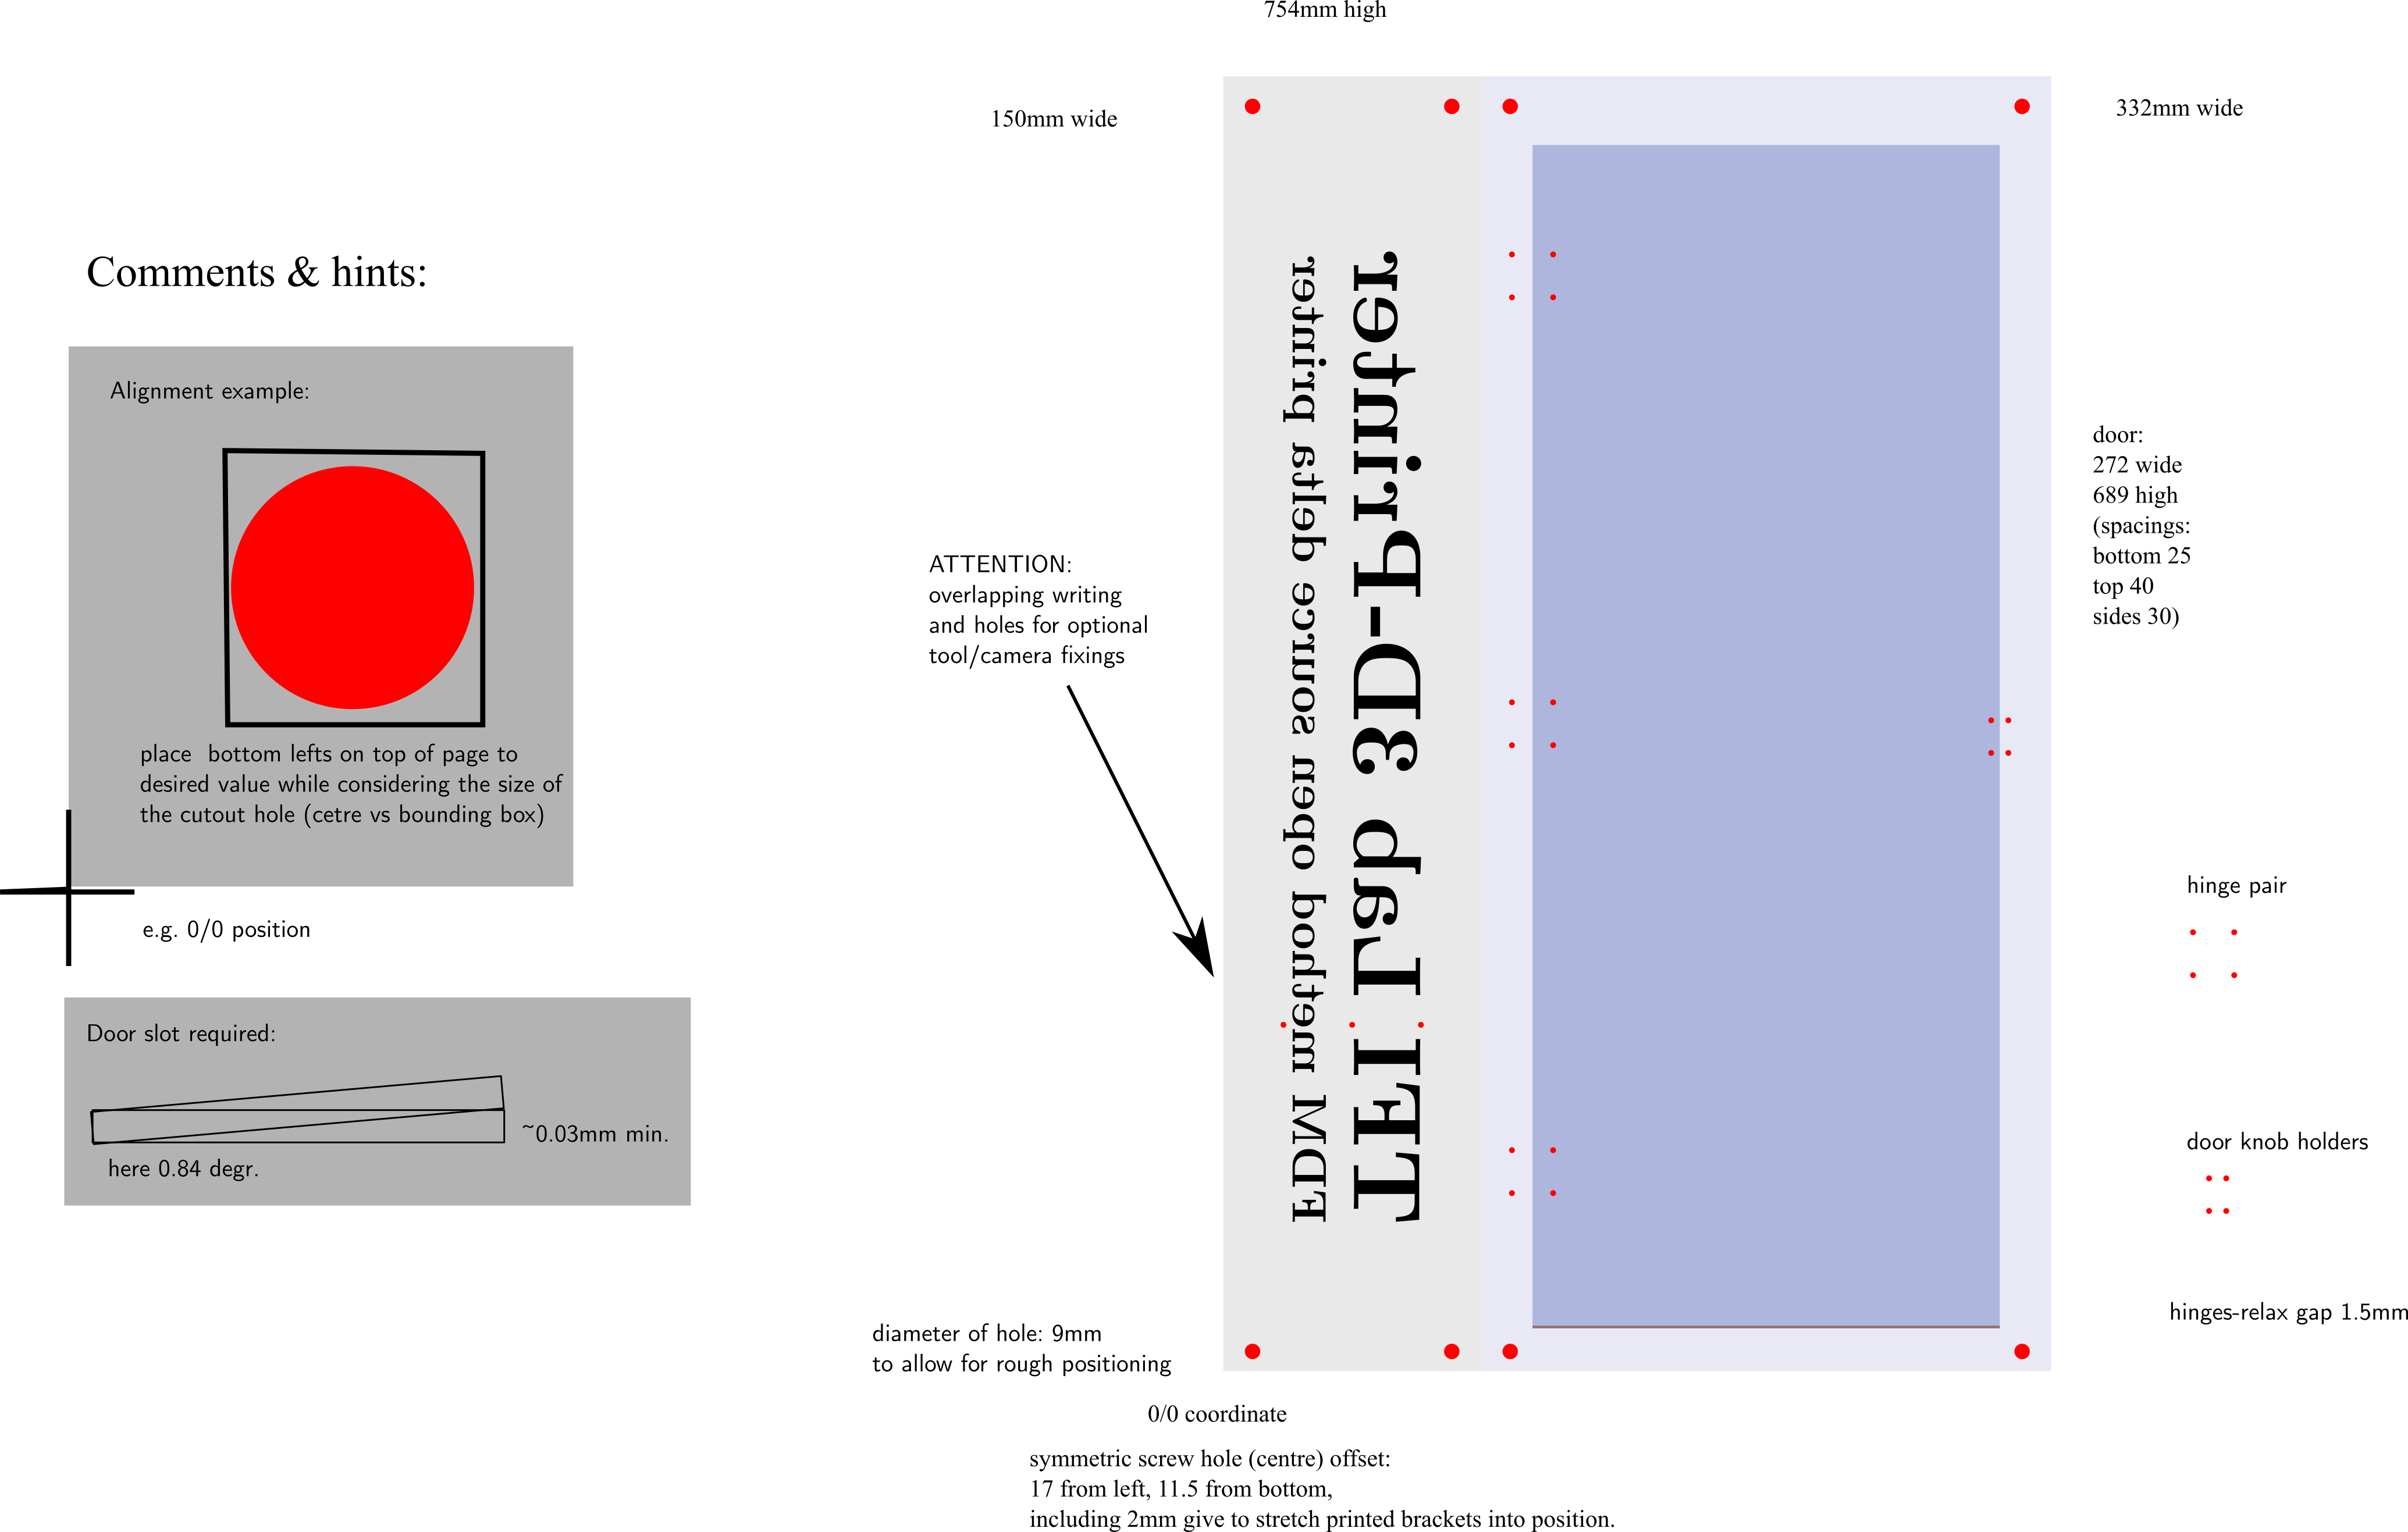 754mm high
150mm wide
332mm wide
Comments & hints:
Alignment example:
place bottom lefts on top of page to
desired value while considering the size of
the cutout hole (cetre vs bounding box)
e.g. 0/0 position
Door slot required:
~0.03mm min.
here 0.84 degr.
ATTENTION:
overlapping writing
and holes for optional
tool/camera fixings
FDM method open source delta printer
TFI Lab 3D-Printer
door:
272 wide
689 high
(spacings:
bottom 25
top 40
sides 30)
hinge pair
door knob holders
hinges-relax gap 1.5mm
diameter of hole: 9mm
to allow for rough positioning
0/0 coordinate
symmetric screw hole (centre) offset:
17 from left, 11.5 from bottom,
including 2mm give to stretch printed brackets into position.